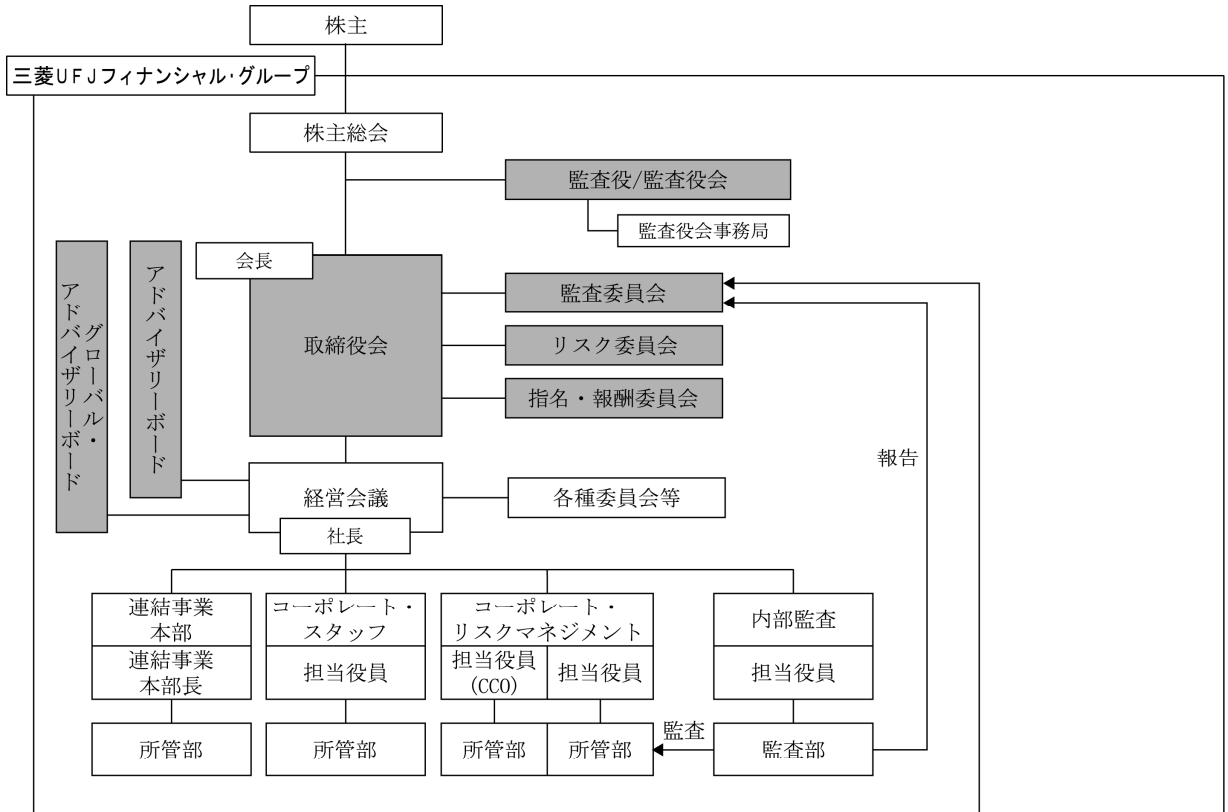 株主
三菱UFJフィナンシャル・グループ
株主総会
監査役/監査役会
監査役会事務局
会長
取締役会
監査委員会
リスク委員会
指名・報酬委員会
グローバル・
アドバイザリーボード
アドバイザリーボード
報告
経営会議
各種委員会等
社長
連結事業
本部
連結事業
本部長
所管部
コーポレート・
スタッフ
担当役員
所管部
コーポレート・
リスクマネジメント
担当役員
(CCO)
担当役員
所管部
所管部
内部監査
担当役員
監査
監査部